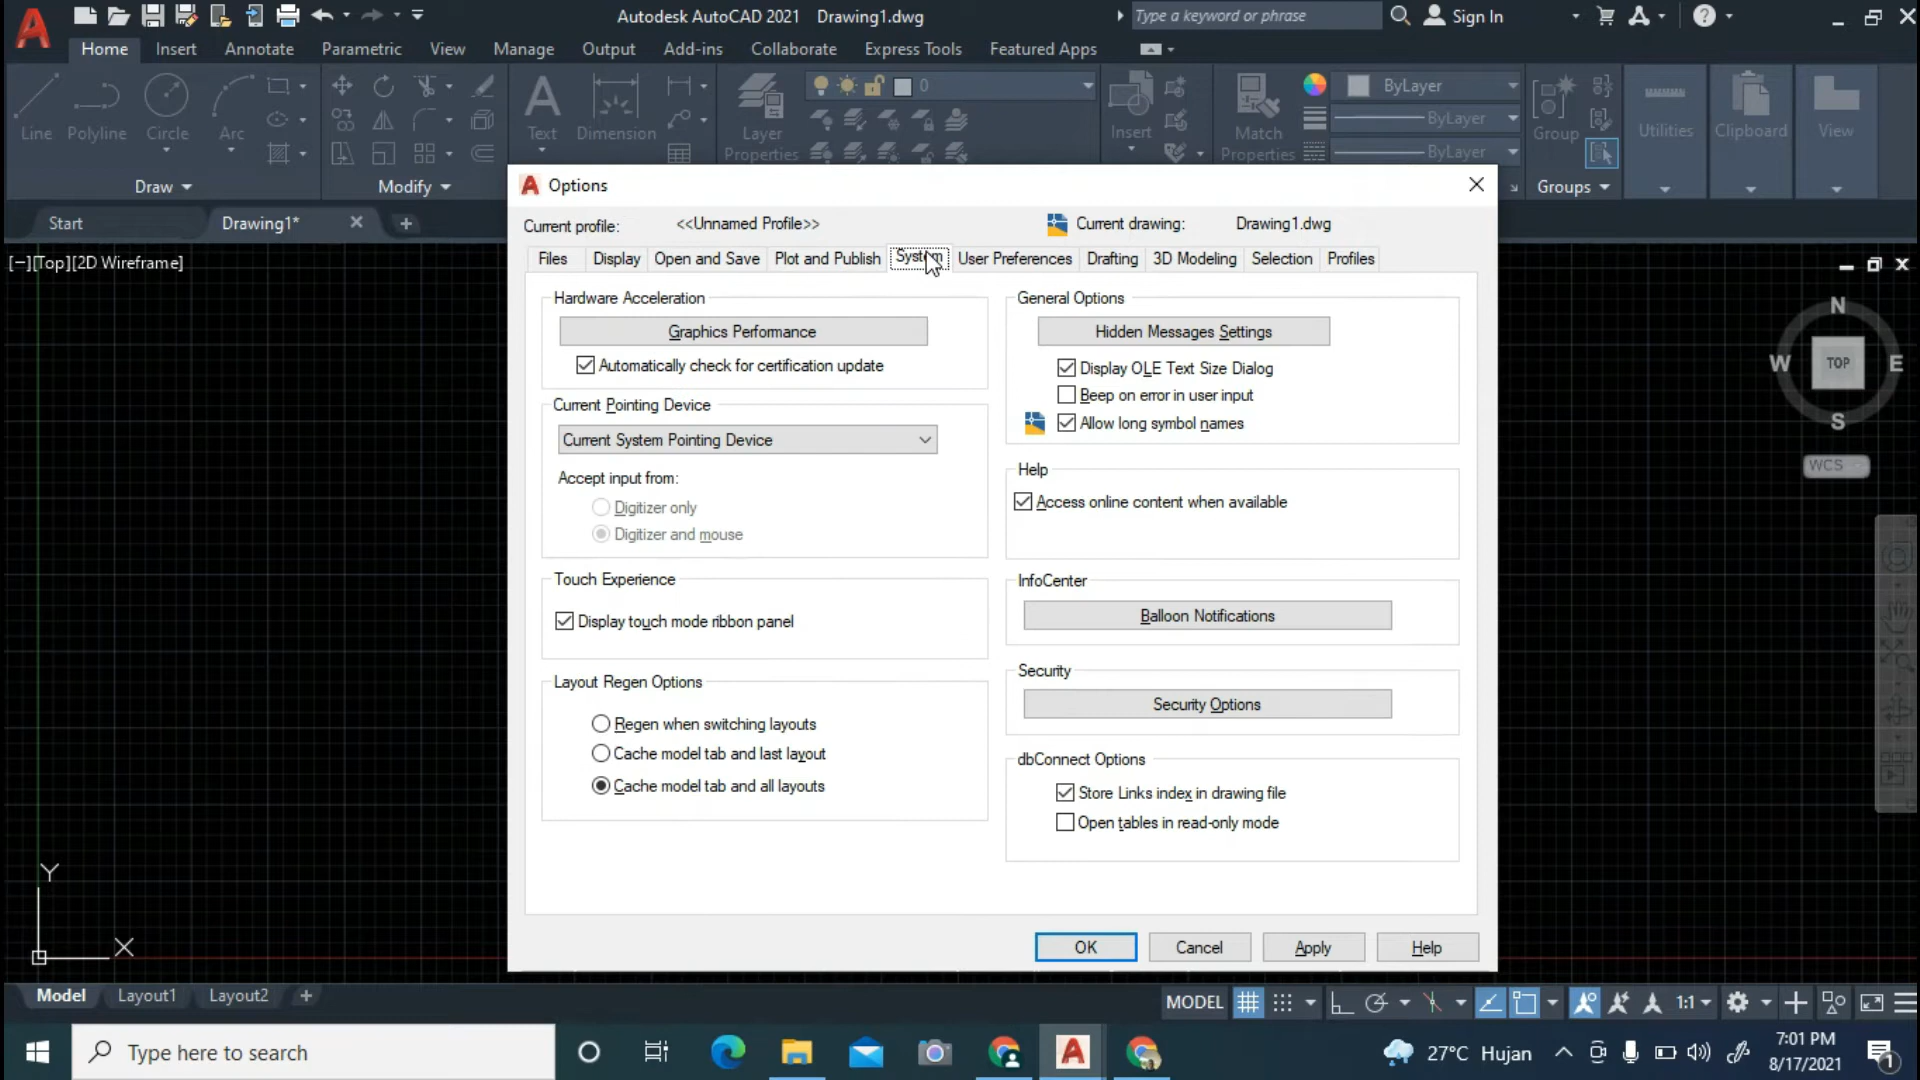 Autodesk AutoCAD 2021 Drawing1.dwg
Type a keyword or phrase
Sign In
Home Insert Annotate Parametric View Manage Output Add-ins Collaborate Express Tools Featured Apps
0
ByLayer
Line Polyline Circle Arc
Text Dimension
Layer
Properties
Insert
Match
Properties
ByLayer
ByLayer
Group
Utilities Clipboard View
Draw Modify Groups
Start Drawing1*
[−][Top][2D Wireframe]
Options
Current profile: <<Unnamed Profile>> Current drawing: Drawing1.dwg
Files Display Open and Save Plot and Publish System User Preferences Drafting 3D Modeling Selection Profiles
Hardware Acceleration
Graphics Performance
Automatically check for certification update
Current Pointing Device
Current System Pointing Device
Accept input from:
Digitizer only
Digitizer and mouse
Touch Experience
Display touch mode ribbon panel
Layout Regen Options
Regen when switching layouts
Cache model tab and last layout
Cache model tab and all layouts
General Options
Hidden Messages Settings
Display OLE Text Size Dialog
Beep on error in user input
Allow long symbol names
Help
Access online content when available
InfoCenter
Balloon Notifications
Security
Security Options
dbConnect Options
Store Links index in drawing file
Open tables in read-only mode
OK Cancel Apply Help
N
W TOP E
S
WCS
Y
X
Model Layout1 Layout2
MODEL 1:1
Type here to search
27°C Hujan
7:01 PM
8/17/2021
1